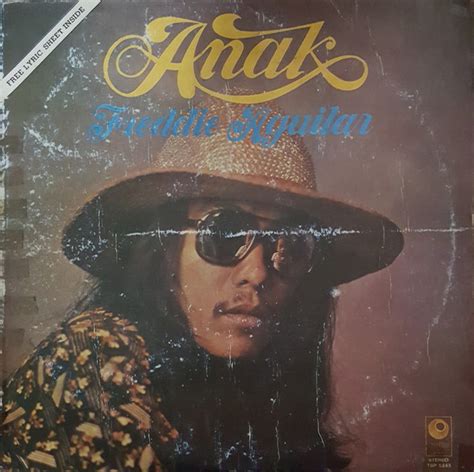 FREE LYRIC SHEET INSIDE
Anak
Freddie Aguilar
STEREO